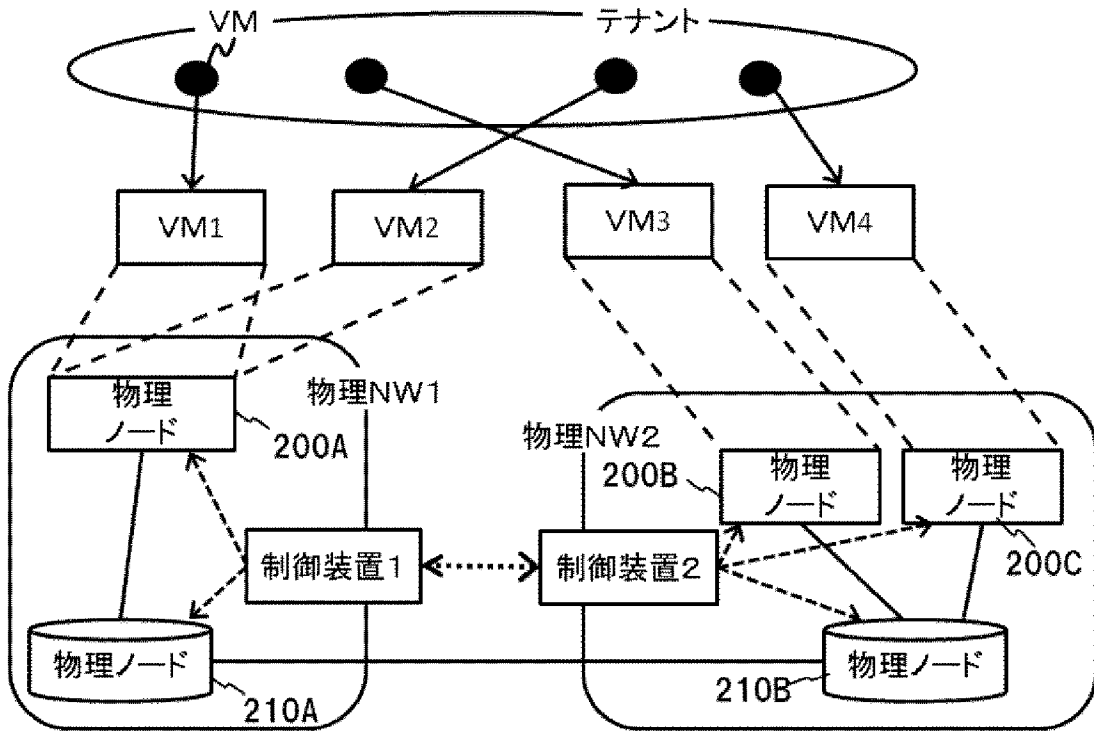 VM
テナント
VM1
VM2
VM3
VM4
物理
ノード
物理NW1
200A
物理NW2
200B
物理
ノード
物理
ノード
200C
制御装置1
制御装置2
物理ノード
210A
210B
物理ノード